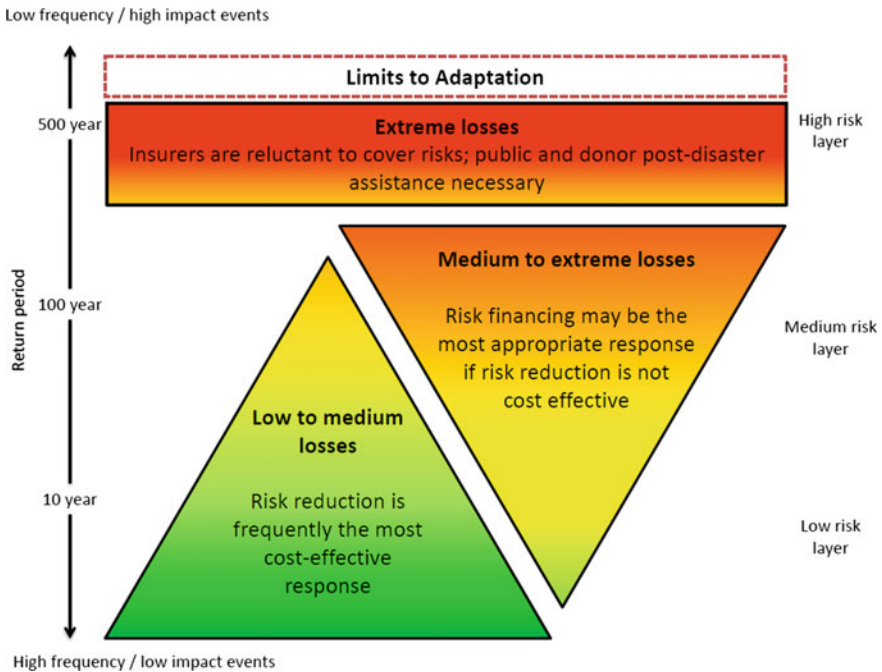 Low frequency / high impact events
Limits to Adaptation
500 year
Extreme losses
Insurers are reluctant to cover risks; public and donor post-disaster
assistance necessary
High risk
layer
Return period
100 year
Medium to extreme losses
Risk financing may be the
most appropriate response
if risk reduction is not
cost effective
Medium risk
layer
Low to medium
losses
10 year
Risk reduction is
frequently the most
cost-effective
response
Low risk
layer
High frequency / low impact events